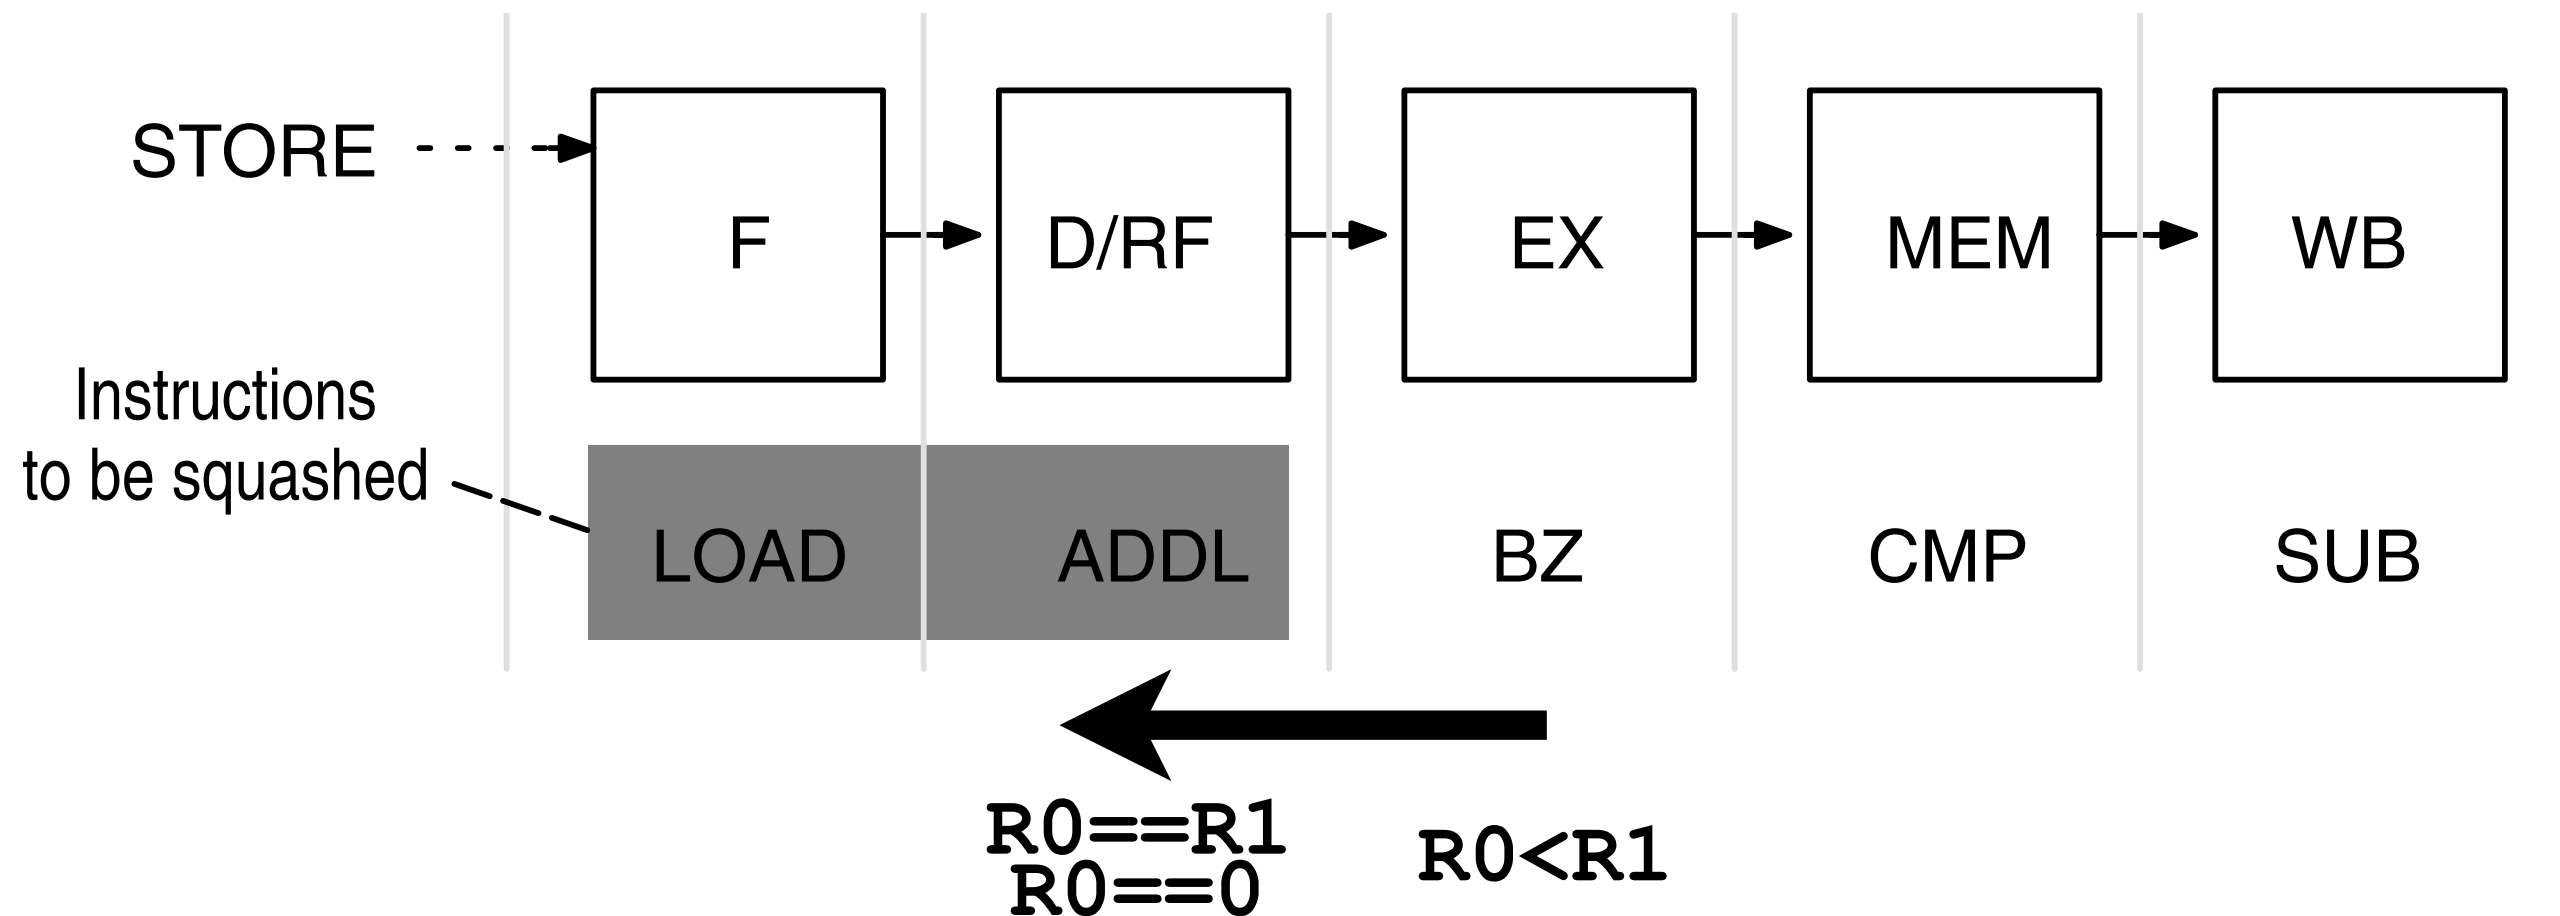 STORE
F
D/RF
EX
MEM
WB
Instructions
to be squashed
LOAD
ADDL
BZ
CMP
SUB
R0==R1
R0==0
R0<R1